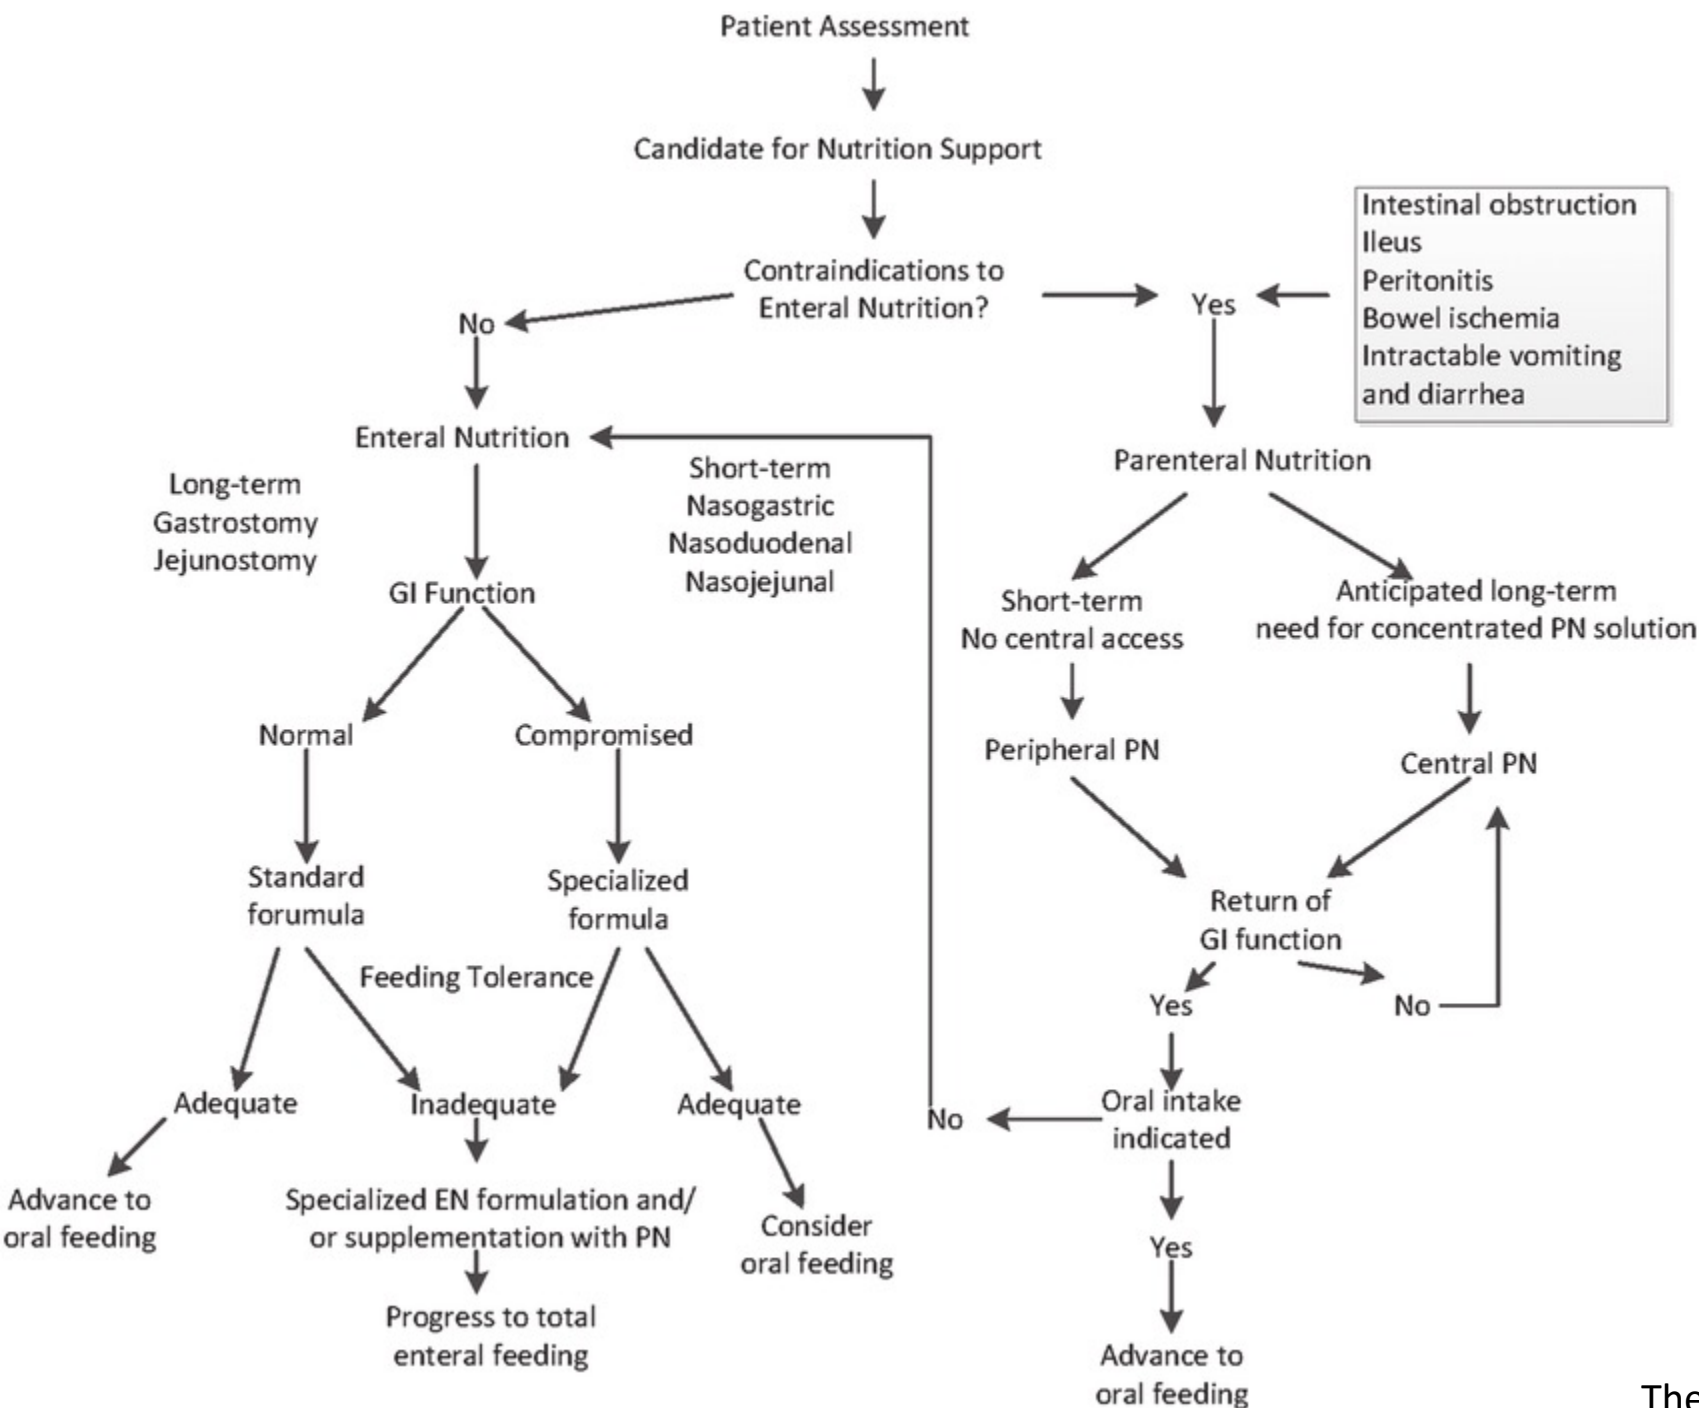 Patient Assessment
Candidate for Nutrition Support
Contraindications to
Enteral Nutrition?
No
Yes
Intestinal obstruction
Ileus
Peritonitis
Bowel ischemia
Intractable vomiting
and diarrhea
Enteral Nutrition
Long-term
Gastrostomy
Jejunostomy
Short-term
Nasogastric
Nasoduodenal
Nasojejunal
GI Function
Normal
Compromised
Standard
forumula
Specialized
formula
Feeding Tolerance
Adequate
Inadequate
Adequate
Advance to
oral feeding
Specialized EN formulation and/
or supplementation with PN
Consider
oral feeding
Progress to total
enteral feeding
Parenteral Nutrition
Short-term
No central access
Anticipated long-term
need for concentrated PN solution
Peripheral PN
Central PN
Return of
GI function
Yes
No
Oral intake
indicated
No
Yes
Advance to
oral feeding
The